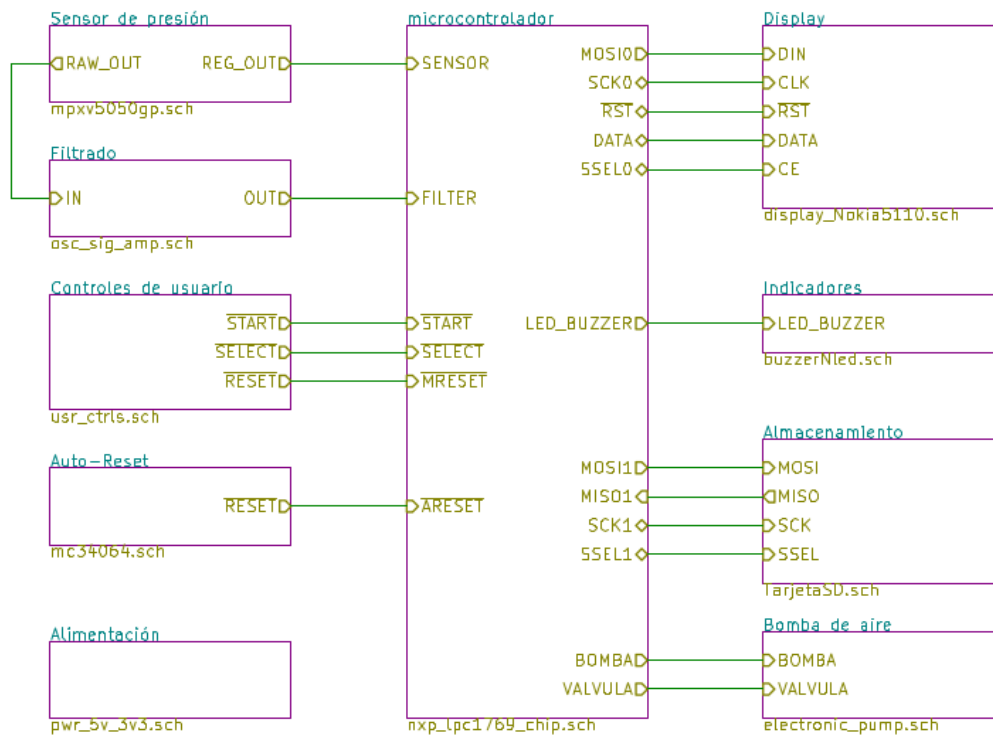 Sensor de presión
RAW_OUT
REG_OUT
mpxv5050gp.sch
Filtrado
IN
OUT
osc_sig_amp.sch
Controles de usuario
START
SELECT
RESET
usr_ctrls.sch
Auto-Reset
RESET
mc34064.sch
Alimentación
pwr_5v_3v3.sch
microcontrolador
SENSOR
FILTER
START
SELECT
MRESET
ARESET
MOSI0
SCK0
RST
DATA
SSEL0
LED_BUZZER
MOSI1
MISO1
SCK1
SSEL1
BOMBA
VALVULA
nxp_lpc1769_chip.sch
Display
DIN
CLK
RST
DATA
CE
display_Nokia5110.sch
Indicadores
LED_BUZZER
buzzerNled.sch
Almacenamiento
MOSI
MISO
SCK
SSEL
TarjetaSD.sch
Bomba de aire
BOMBA
VALVULA
electronic_pump.sch